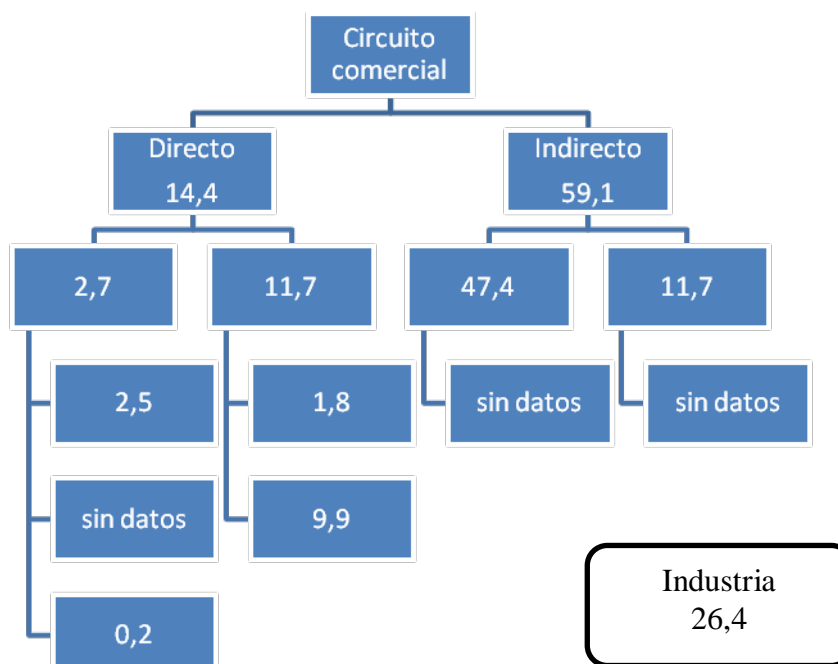 Circuito
comercial
Directo
14,4
Indirecto
59,1
2,7
11,7
47,4
11,7
2,5
1,8
sin datos
sin datos
sin datos
9,9
0,2
Industria
26,4